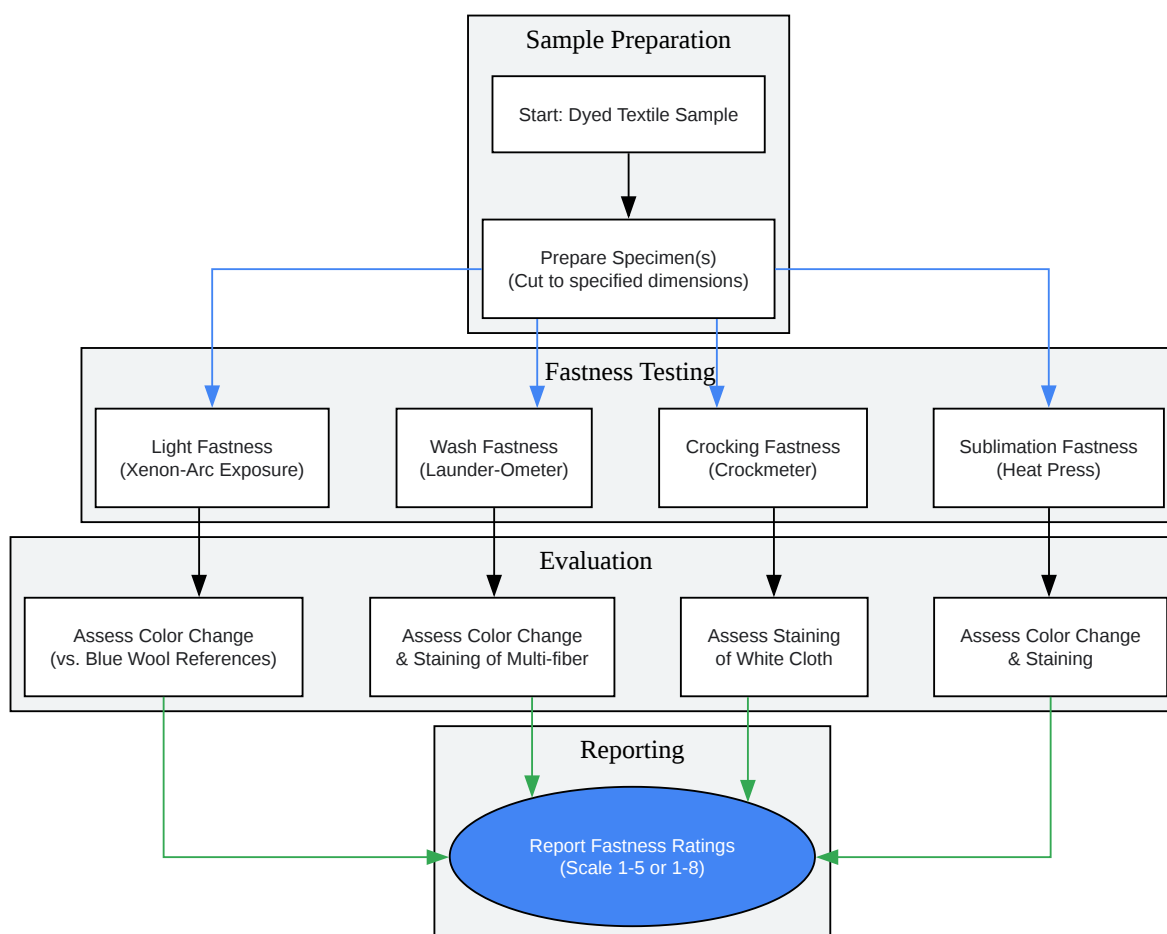 Sample Preparation
Start: Dyed Textile Sample
Prepare Specimen(s)
(Cut to specified dimensions)
Fastness Testing
Light Fastness
(Xenon-Arc Exposure)
Wash Fastness
(Launder-Ometer)
Crocking Fastness
(Crockmeter)
Sublimation Fastness
(Heat Press)
Evaluation
Assess Color Change
(vs. Blue Wool References)
Assess Color Change
& Staining of Multi-fiber
Assess Staining
of White Cloth
Assess Color Change
& Staining
Reporting
Report Fastness Ratings
(Scale 1-5 or 1-8)